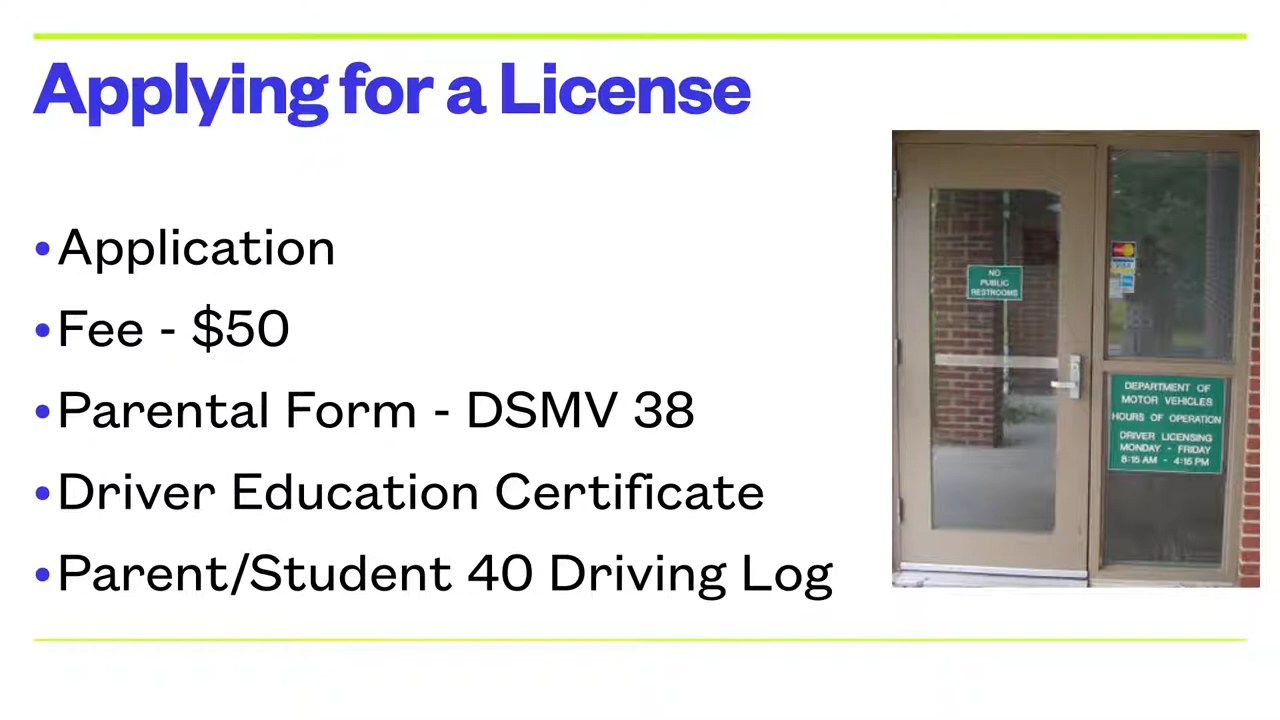 Applying for a License
•Application
•Fee - $50
•Parental Form - DSMV 38
•Driver Education Certificate
•Parent/Student 40 Driving Log
NO
PUBLIC
RESTROOMS
MasterCard
VISA
DEPARTMENT OF
MOTOR VEHICLES
HOURS OF OPERATION
DRIVER LICENSING
MONDAY - FRIDAY
8:15 AM - 4:15 PM